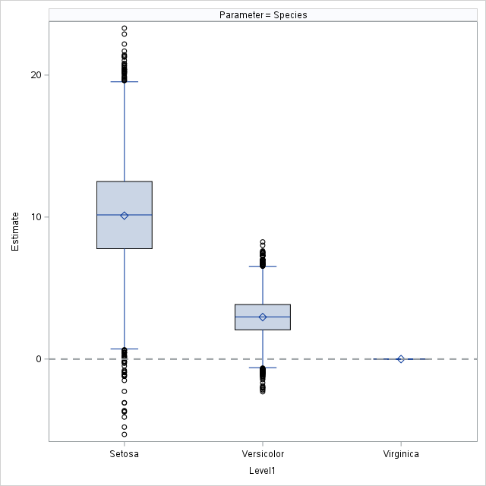 Parameter = Species
Estimate
20
10
0
Setosa
Versicolor
Virginica
Level1